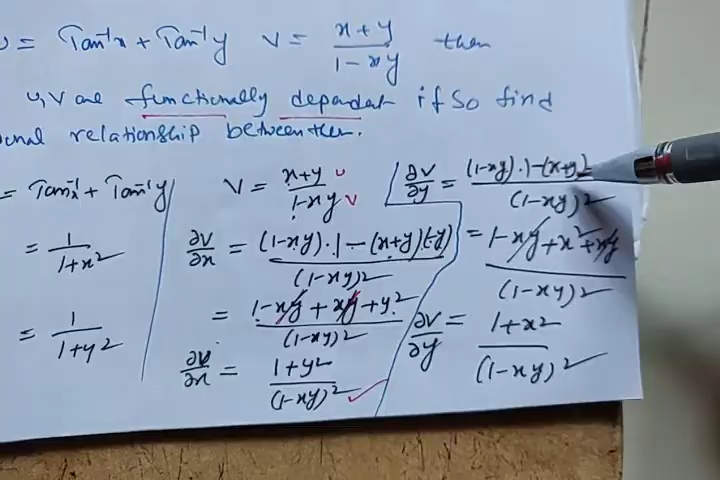 = Tan⁻¹x + Tan⁻¹y V = x+y / 1-xy then
u, V are functionally dependent if so find
relationship between them.
= Tan⁻¹x + Tan⁻¹y
= 1 / 1+x²
= 1 / 1+y²
V = x+y / 1-xy u v
∂V/∂x = (1-xy).1 - (x+y)(-y) / (1-xy)²
= 1-xy + xy + y² / (1-xy)²
∂x = 1+y² / (1-xy)²
∂V/∂y = (1-xy).1-(x+y) / (1-xy)²
= 1-xy + x² + xy / (1-xy)²
∂V/∂y = 1+x² / (1-xy)²